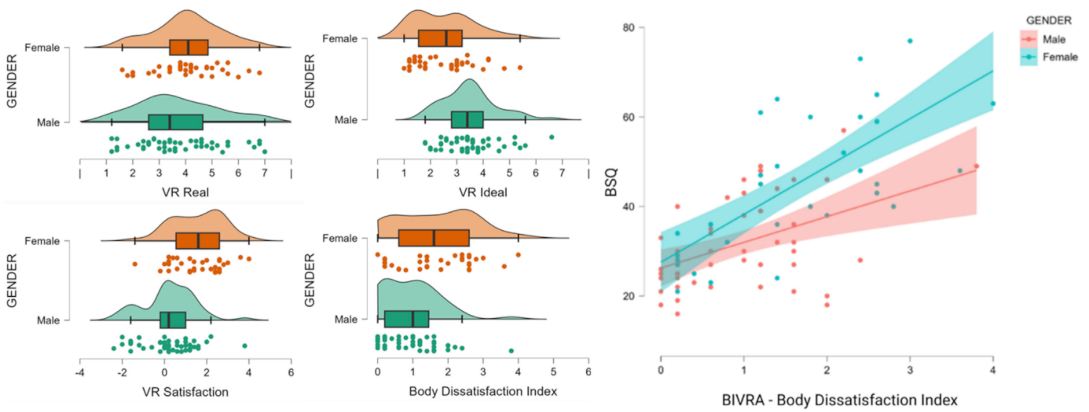 GENDER
Female
Male
1 2 3 4 5 6 7
VR Real
GENDER
Female
Male
0 1 2 3 4 5 6 7
VR Ideal
GENDER
Female
Male
-4 -2 0 2 4 6
VR Satisfaction
GENDER
Female
Male
0 1 2 3 4 5 6
Body Dissatisfaction Index
BSQ
80
60
40
20
0 1 2 3 4
BIVRA - Body Dissatisfaction Index
GENDER
Male
Female